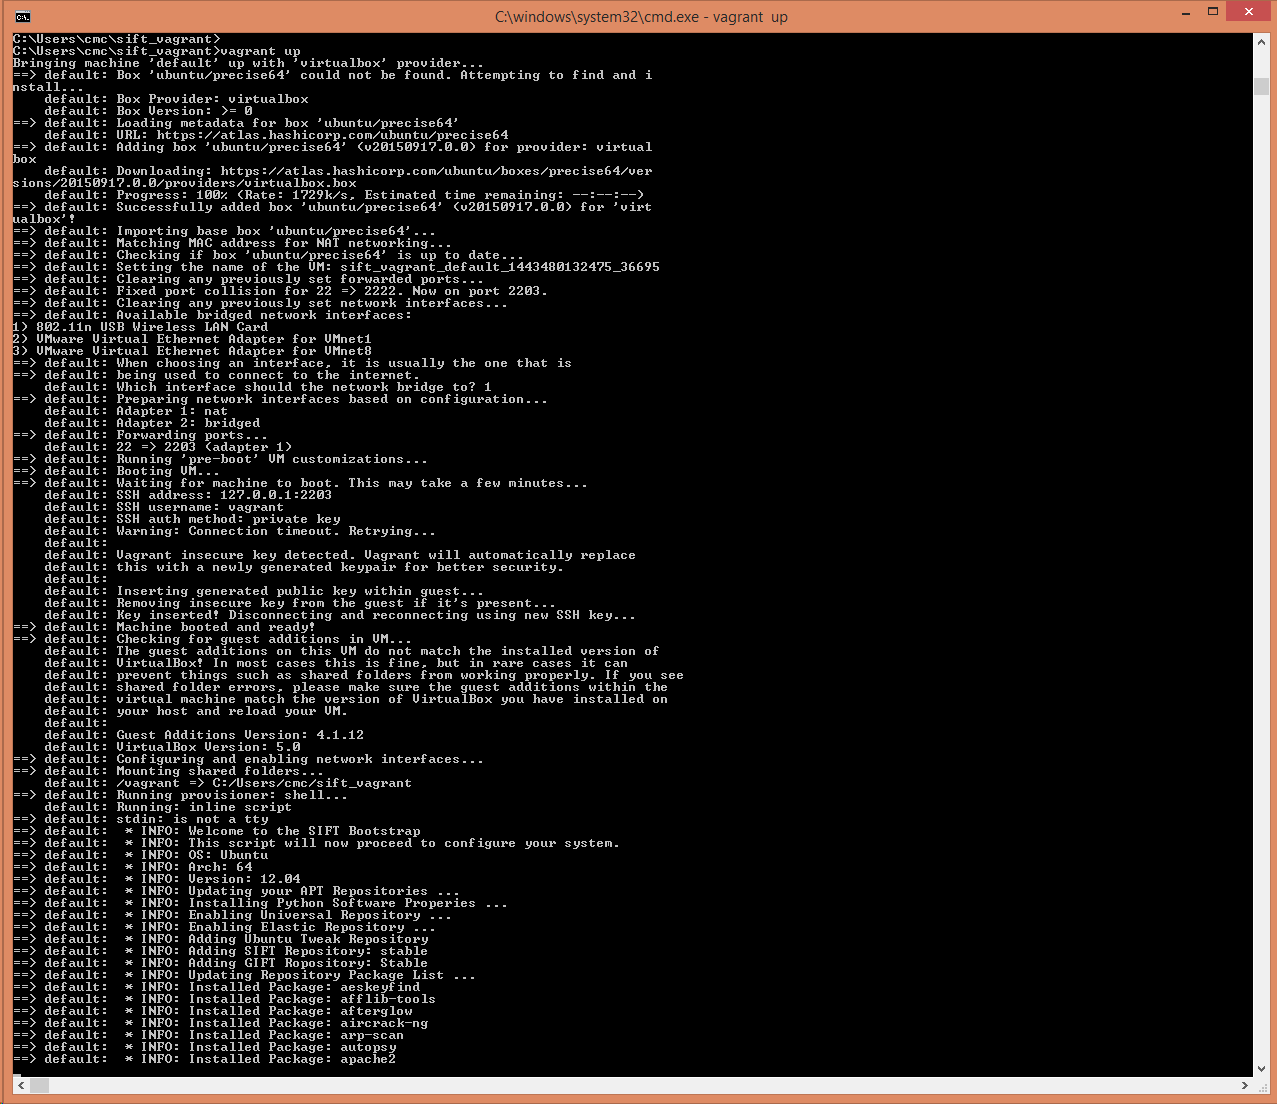 C:\windows\system32\cmd.exe - vagrant  up
C:\Users\cmc\sift_vagrant>
C:\Users\cmc\sift_vagrant>vagrant up
Bringing machine 'default' up with 'virtualbox' provider...
==> default: Box 'ubuntu/precise64' could not be found. Attempting to find and i
nstall...
    default: Box Provider: virtualbox
    default: Box Version: >= 0
==> default: Loading metadata for box 'ubuntu/precise64'
    default: URL: https://atlas.hashicorp.com/ubuntu/precise64
==> default: Adding box 'ubuntu/precise64' (v20150917.0.0) for provider: virtual
box
    default: Downloading: https://atlas.hashicorp.com/ubuntu/boxes/precise64/ver
sions/20150917.0.0/providers/virtualbox.box
    default: Progress: 100% (Rate: 1729k/s, Estimated time remaining: --:--:--)
==> default: Successfully added box 'ubuntu/precise64' (v20150917.0.0) for 'virt
ualbox'!
==> default: Importing base box 'ubuntu/precise64'...
==> default: Matching MAC address for NAT networking...
==> default: Checking if box 'ubuntu/precise64' is up to date...
==> default: Setting the name of the VM: sift_vagrant_default_1443480132475_36695
==> default: Clearing any previously set forwarded ports...
==> default: Fixed port collision for 22 => 2222. Now on port 2203.
==> default: Clearing any previously set network interfaces...
==> default: Available bridged network interfaces:
1) 802.11n USB Wireless LAN Card
2) VMware Virtual Ethernet Adapter for VMnet1
3) VMware Virtual Ethernet Adapter for VMnet8
==> default: When choosing an interface, it is usually the one that is
==> default: being used to connect to the internet.
    default: Which interface should the network bridge to? 1
==> default: Preparing network interfaces based on configuration...
    default: Adapter 1: nat
    default: Adapter 2: bridged
==> default: Forwarding ports...
    default: 22 => 2203 (adapter 1)
==> default: Running 'pre-boot' VM customizations...
==> default: Booting VM...
==> default: Waiting for machine to boot. This may take a few minutes...
    default: SSH address: 127.0.0.1:2203
    default: SSH username: vagrant
    default: SSH auth method: private key
    default: Warning: Connection timeout. Retrying...
    default:
    default: Vagrant insecure key detected. Vagrant will automatically replace
    default: this with a newly generated keypair for better security.
    default:
    default: Inserting generated public key within guest...
    default: Removing insecure key from the guest if it's present...
    default: Key inserted! Disconnecting and reconnecting using new SSH key...
==> default: Machine booted and ready!
==> default: Checking for guest additions in VM...
    default: The guest additions on this VM do not match the installed version of
    default: VirtualBox! In most cases this is fine, but in rare cases it can
    default: prevent things such as shared folders from working properly. If you see
    default: shared folder errors, please make sure the guest additions within the
    default: virtual machine match the version of VirtualBox you have installed on
    default: your host and reload your VM.
    default:
    default: Guest Additions Version: 4.1.12
    default: VirtualBox Version: 5.0
==> default: Configuring and enabling network interfaces...
==> default: Mounting shared folders...
    default: /vagrant => C:/Users/cmc/sift_vagrant
==> default: Running provisioner: shell...
    default: Running: inline script
==> default: stdin: is not a tty
==> default:  * INFO: Welcome to the SIFT Bootstrap
==> default:  * INFO: This script will now proceed to configure your system.
==> default:  * INFO: OS: Ubuntu
==> default:  * INFO: Arch: 64
==> default:  * INFO: Version: 12.04
==> default:  * INFO: Updating your APT Repositories ...
==> default:  * INFO: Installing Python Software Properies ...
==> default:  * INFO: Enabling Universal Repository ...
==> default:  * INFO: Enabling Elastic Repository ...
==> default:  * INFO: Adding Ubuntu Tweak Repository
==> default:  * INFO: Adding SIFT Repository: stable
==> default:  * INFO: Adding GIFT Ropository: Stable
==> default:  * INFO: Updating Repository Package List ...
==> default:  * INFO: Installed Package: aeskeyfind
==> default:  * INFO: Installed Package: afflib-tools
==> default:  * INFO: Installed Package: afterglow
==> default:  * INFO: Installed Package: aircrack-ng
==> default:  * INFO: Installed Package: arp-scan
==> default:  * INFO: Installed Package: autopsy
==> default:  * INFO: Installed Package: apache2